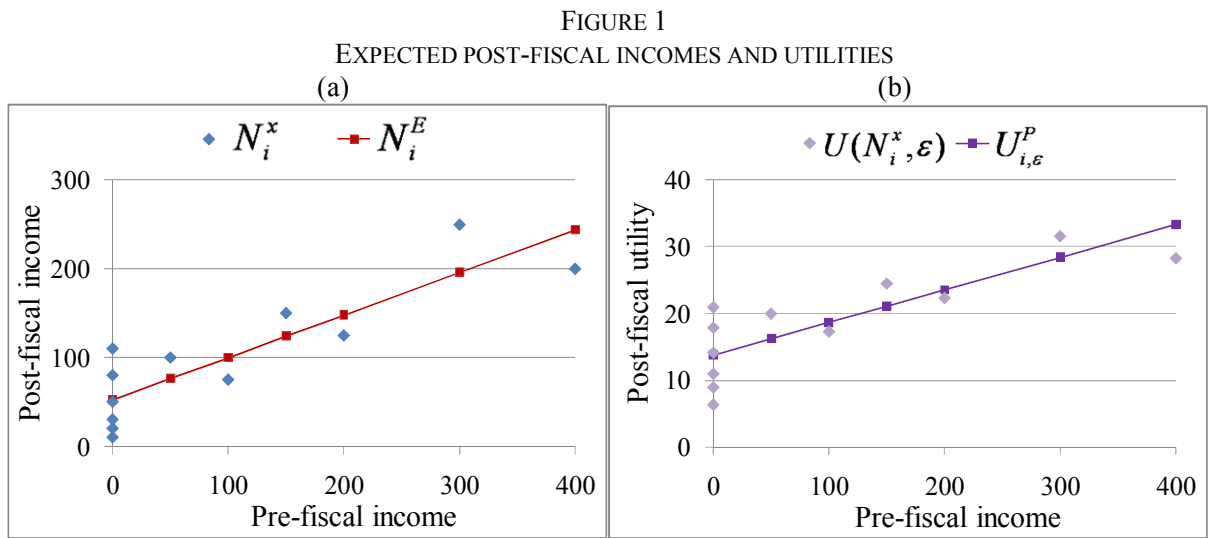 FIGURE 1
EXPECTED POST-FISCAL INCOMES AND UTILITIES
(a)
N_i^x N_i^E
300
200
100
0
Post-fiscal income
0 100 200 300 400
Pre-fiscal income
(b)
U(N_i^x, ε) U_{i,ε}^P
40
30
20
10
0
Post-fiscal utility
0 100 200 300 400
Pre-fiscal income